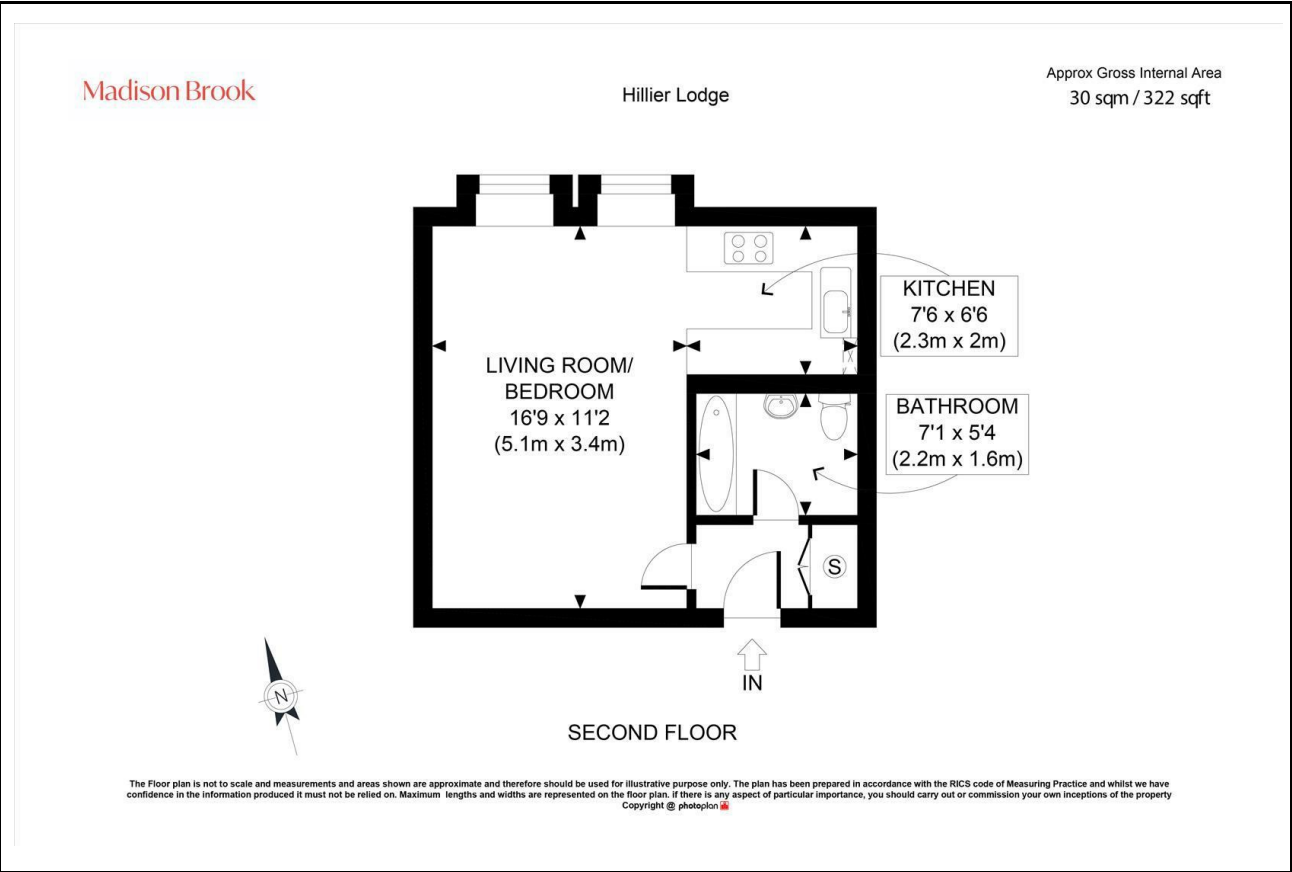 Madison Brook
Hillier Lodge
Approx Gross Internal Area
30 sqm / 322 sqft
KITCHEN
7'6 x 6'6
(2.3m x 2m)
LIVING ROOM/
BEDROOM
16'9 x 11'2
(5.1m x 3.4m)
BATHROOM
7'1 x 5'4
(2.2m x 1.6m)
S
IN
N
SECOND FLOOR
The Floor plan is not to scale and measurements and areas shown are approximate and therefore should be used for illustrative purpose only. The plan has been prepared in accordance with the RICS code of Measuring Practice and whilst we have
confidence in the information produced it must not be relied on. Maximum lengths and widths are represented on the floor plan. if there is any aspect of particular importance, you should carry out or commission your own inceptions of the property
Copyright @ photoplan